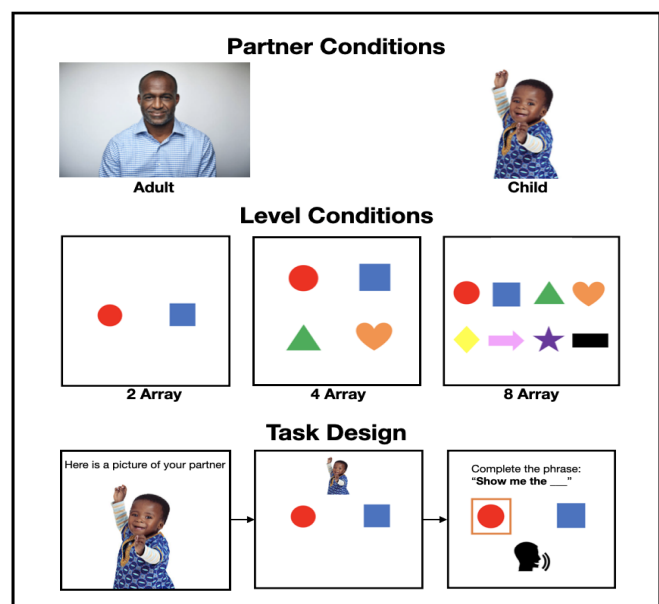 Partner Conditions
Adult
Child
Level Conditions
2 Array
4 Array
8 Array
Task Design
Here is a picture of your partner
Complete the phrase:
“Show me the ___”